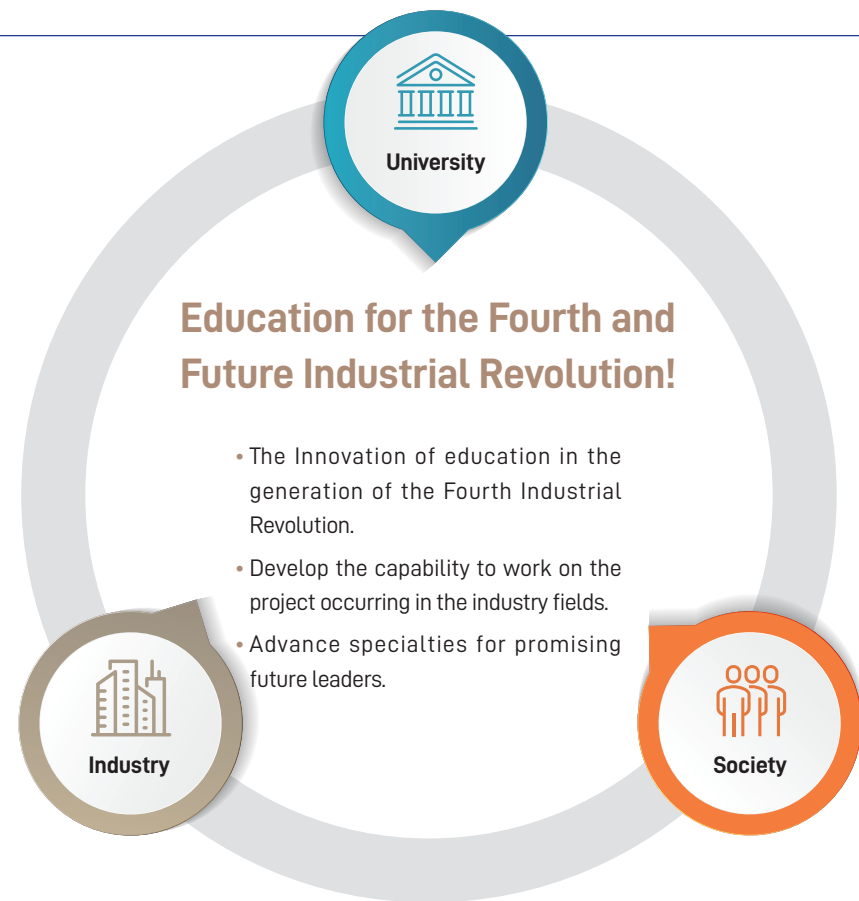 University
Education for the Fourth and
Future Industrial Revolution!
• The Innovation of education in the
generation of the Fourth Industrial
Revolution.
• Develop the capability to work on the
project occurring in the industry fields.
• Advance specialties for promising
future leaders.
Industry
Society